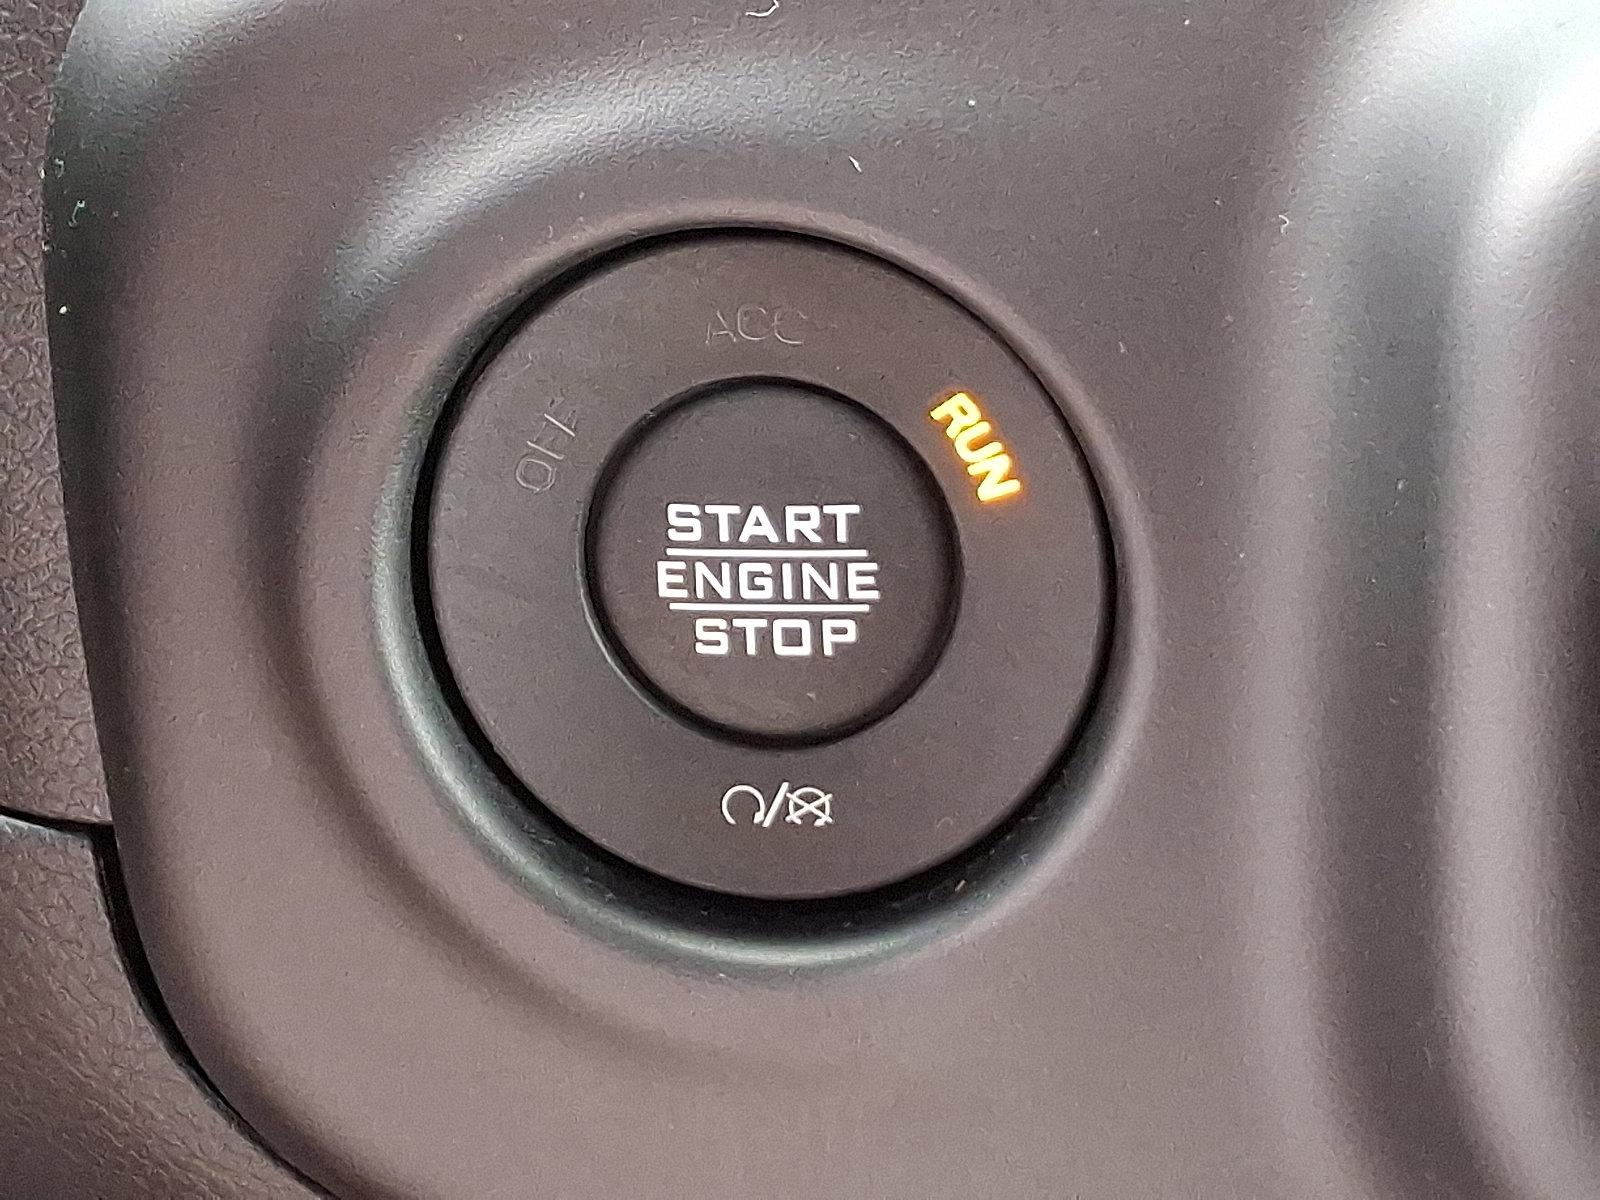 ACC
OFF
RUN
START
ENGINE
STOP